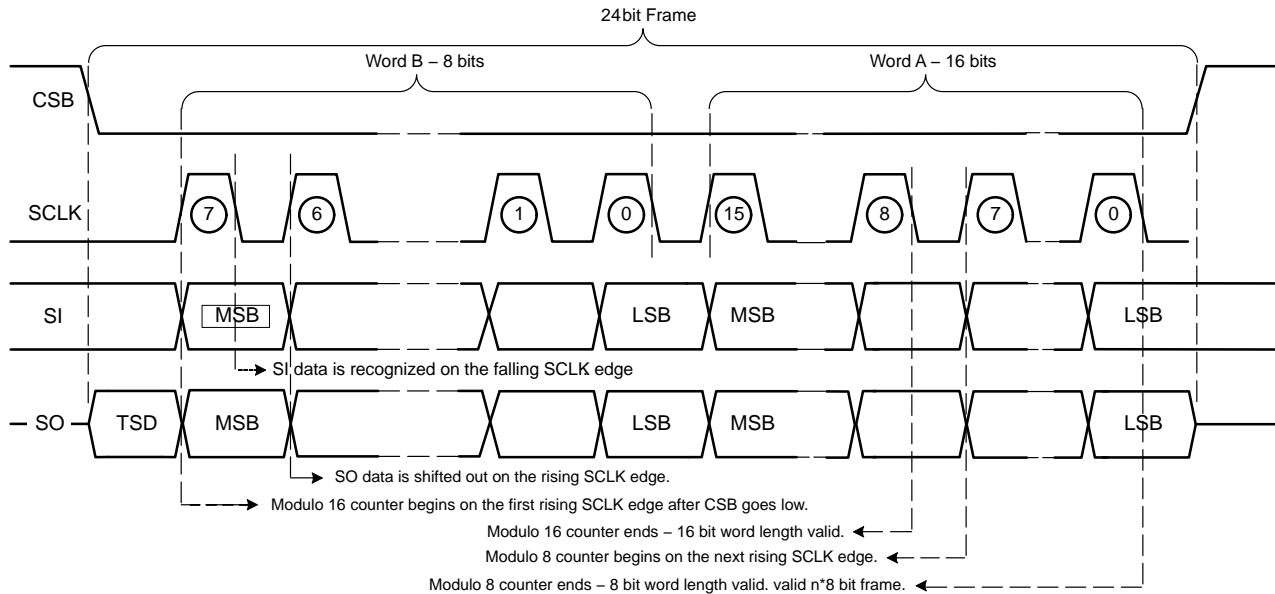 24bit Frame
Word B – 8 bits
Word A – 16 bits
CSB
SCLK
7 6 1 0 15 8 7 0
SI
MSB LSB MSB LSB
SI data is recognized on the falling SCLK edge
SO
TSD MSB LSB MSB LSB
SO data is shifted out on the rising SCLK edge.
Modulo 16 counter begins on the first rising SCLK edge after CSB goes low.
Modulo 16 counter ends – 16 bit word length valid.
Modulo 8 counter begins on the next rising SCLK edge.
Modulo 8 counter ends – 8 bit word length valid. valid n*8 bit frame.